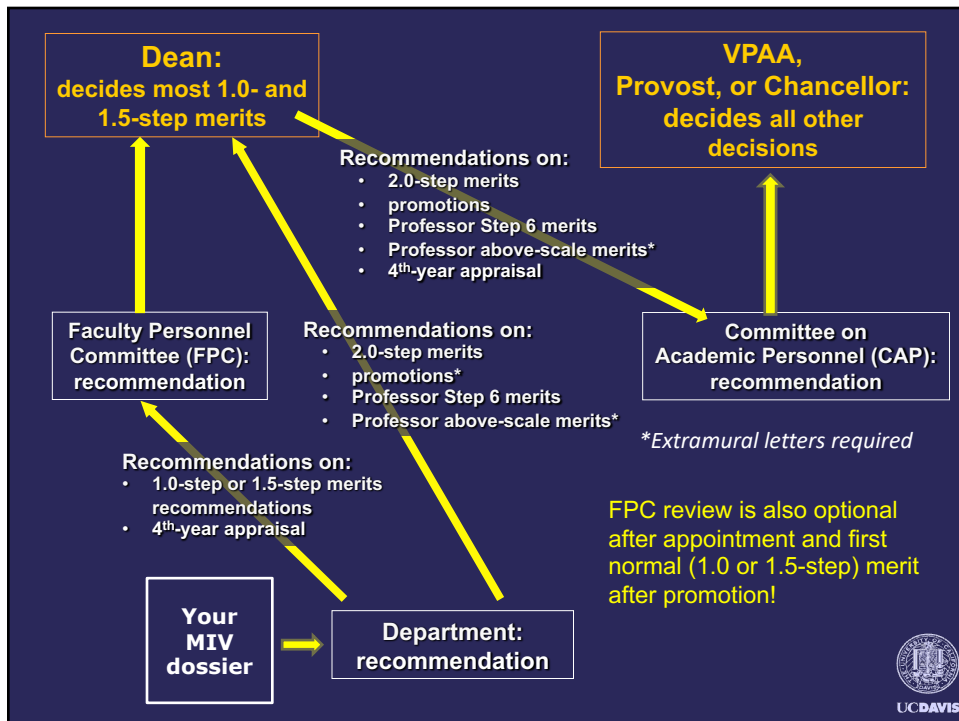 Dean:
decides most 1.0- and
1.5-step merits
VPAA,
Provost, or Chancellor:
decides all other
decisions
Recommendations on:
• 2.0-step merits
• promotions
• Professor Step 6 merits
• Professor above-scale merits*
• 4th-year appraisal
Faculty Personnel
Committee (FPC):
recommendation
Recommendations on:
• 2.0-step merits
• promotions*
• Professor Step 6 merits
• Professor above-scale merits*
Committee on
Academic Personnel (CAP):
recommendation
*Extramural letters required
Recommendations on:
• 1.0-step or 1.5-step merits
recommendations
• 4th-year appraisal
FPC review is also optional
after appointment and first
normal (1.0 or 1.5-step) merit
after promotion!
Your
MIV
dossier
Department:
recommendation
UCDAVIS